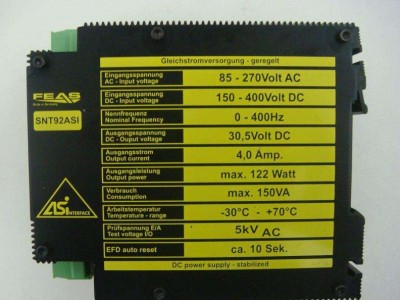 Gleichstromversorgung - geregelt
FEAS
Made in Germany
SNT92ASI
ASi
INTERFACE
Eingangsspannung
AC - Input voltage
85 - 270Volt AC
Eingangsspannung
DC - Input voltage
150 - 400Volt DC
Nennfrequenz
Nominal Frequency
0 - 400Hz
Ausgangsspannung
DC - Ouput voltage
30,5Volt DC
Ausgangsstrom
Output current
4,0 Amp.
Ausgangsleistung
Output power
max. 122 Watt
Verbrauch
Consumption
max. 150VA
Arbeitstemperatur
Temperature - range
-30°C - +70°C
Prüfspannung E/A
Test voltage I/O
5kV AC
EFD auto reset
ca. 10 Sek.
DC power supply - stabilized